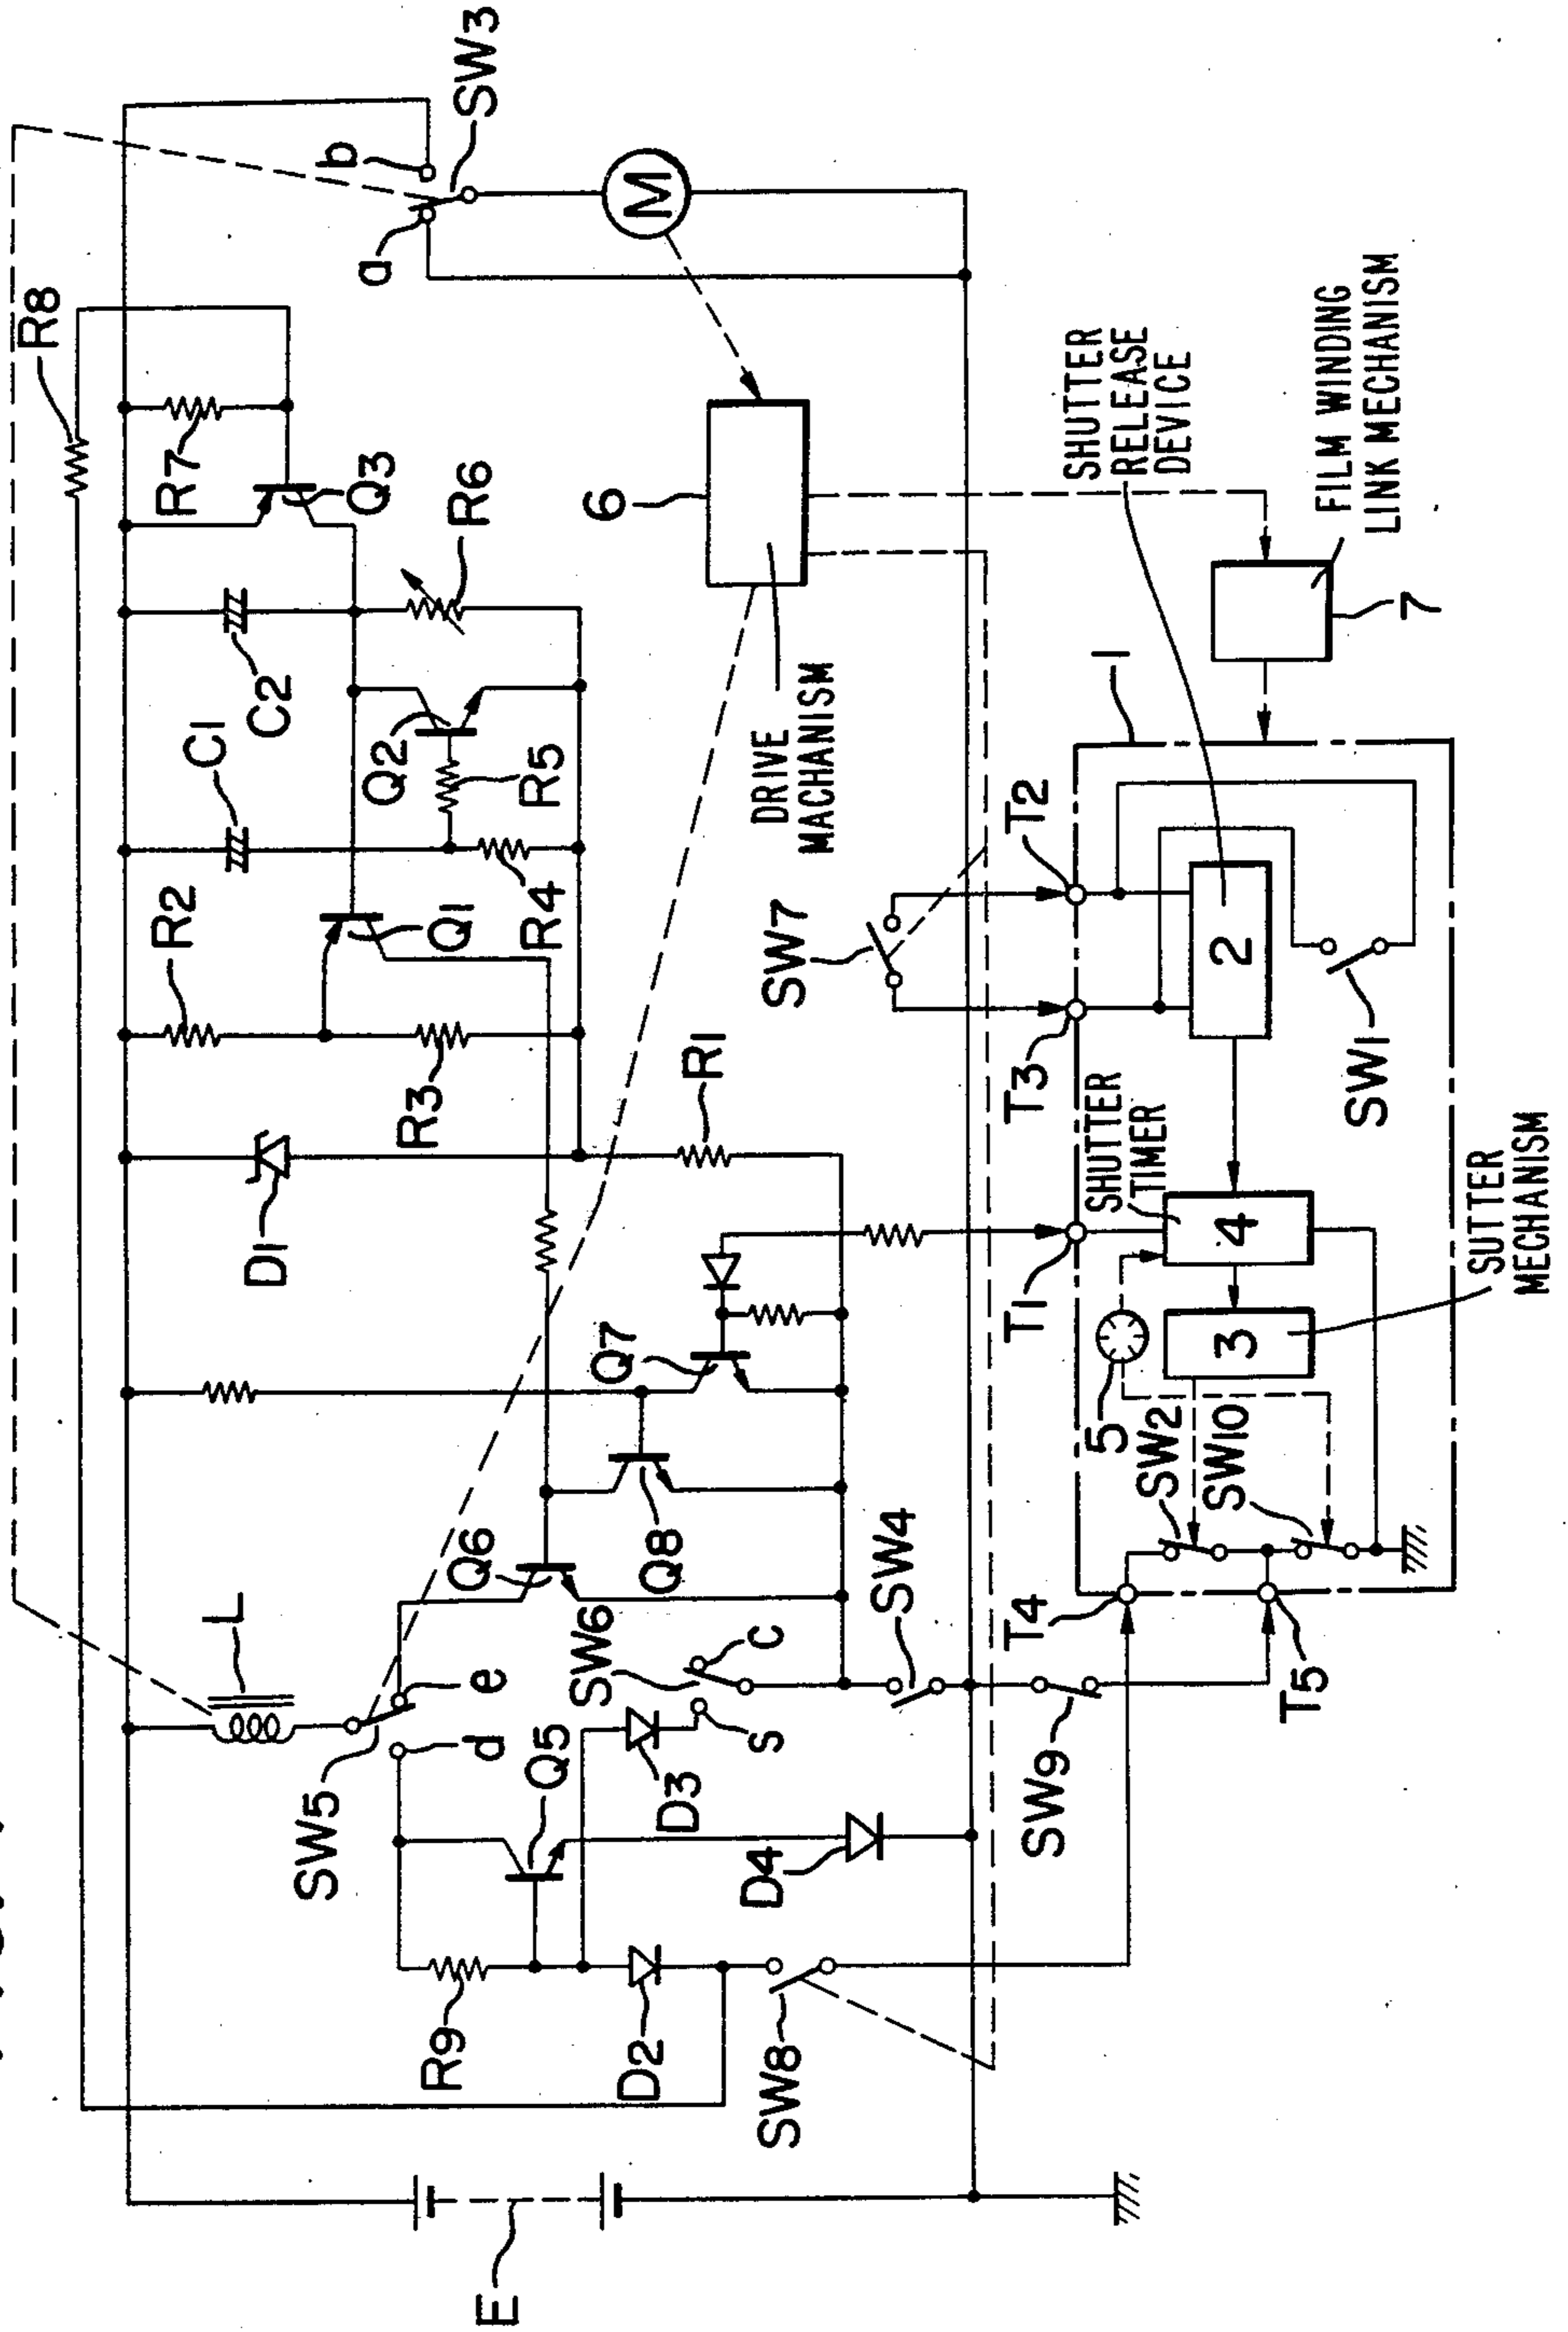 R8
R7
Q3
b
SW3
a
M
C2
R6
C1
Q2
R5
R4
R2
Q1
R3
D1
R1
6
DRIVE
MACHANISM
SHUTTER
RELEASE
DEVICE
FILM WINDING
LINK MECHANISM
7
1
T2
SW7
T3
2
SW1
SHUTTER
TIMER
4
T1
5
3
SUTTER
MECHANISM
SW2
SW10
T4
T5
Q7
Q8
Q6
SW4
SW6
C
S
L
e
d
SW5
Q5
D3
D4
SW9
R9
D2
SW8
E